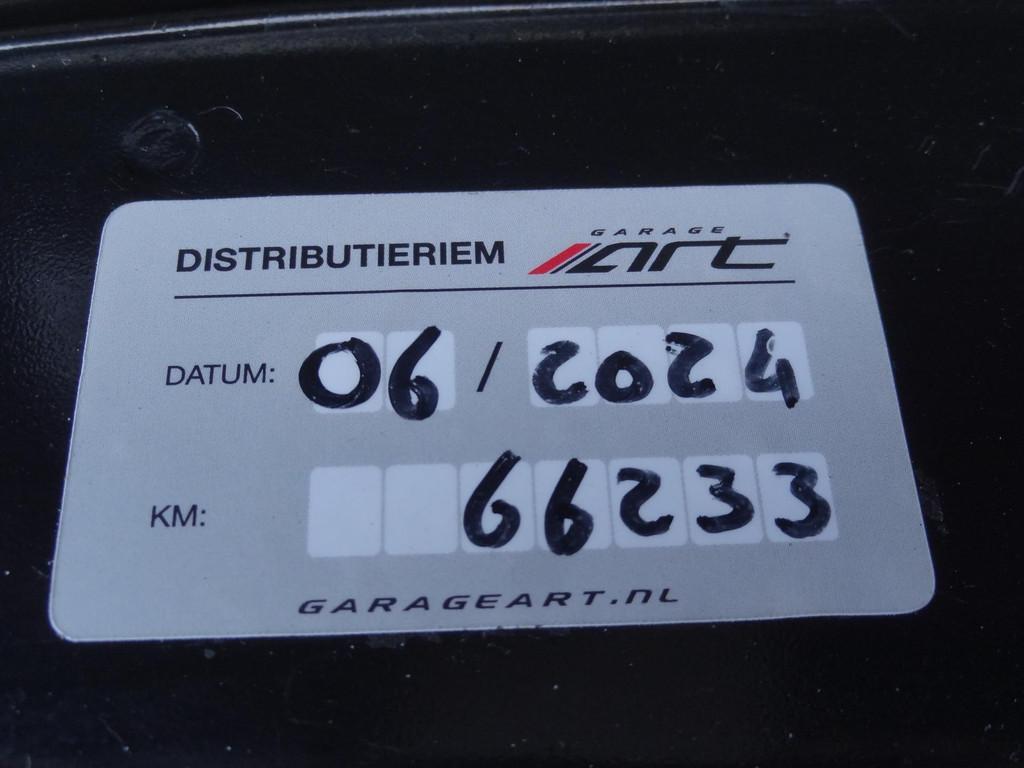 DISTRIBUTIERIEM GARAGE ART
DATUM: 06 / 2024
KM: 66233
GARAGEART.NL